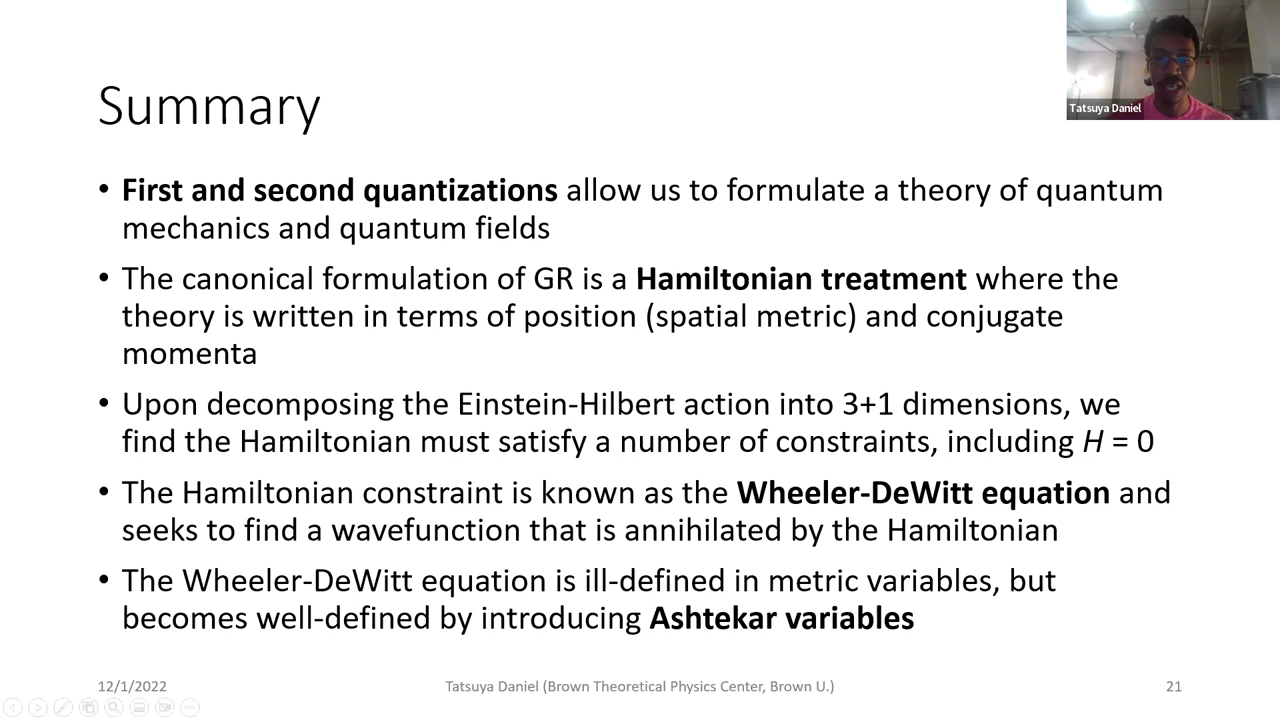 Tatsuya Daniel
Summary
• First and second quantizations allow us to formulate a theory of quantum
mechanics and quantum fields
• The canonical formulation of GR is a Hamiltonian treatment where the
theory is written in terms of position (spatial metric) and conjugate
momenta
• Upon decomposing the Einstein-Hilbert action into 3+1 dimensions, we
find the Hamiltonian must satisfy a number of constraints, including H = 0
• The Hamiltonian constraint is known as the Wheeler-DeWitt equation and
seeks to find a wavefunction that is annihilated by the Hamiltonian
• The Wheeler-DeWitt equation is ill-defined in metric variables, but
becomes well-defined by introducing Ashtekar variables
12/1/2022
Tatsuya Daniel (Brown Theoretical Physics Center, Brown U.)
21